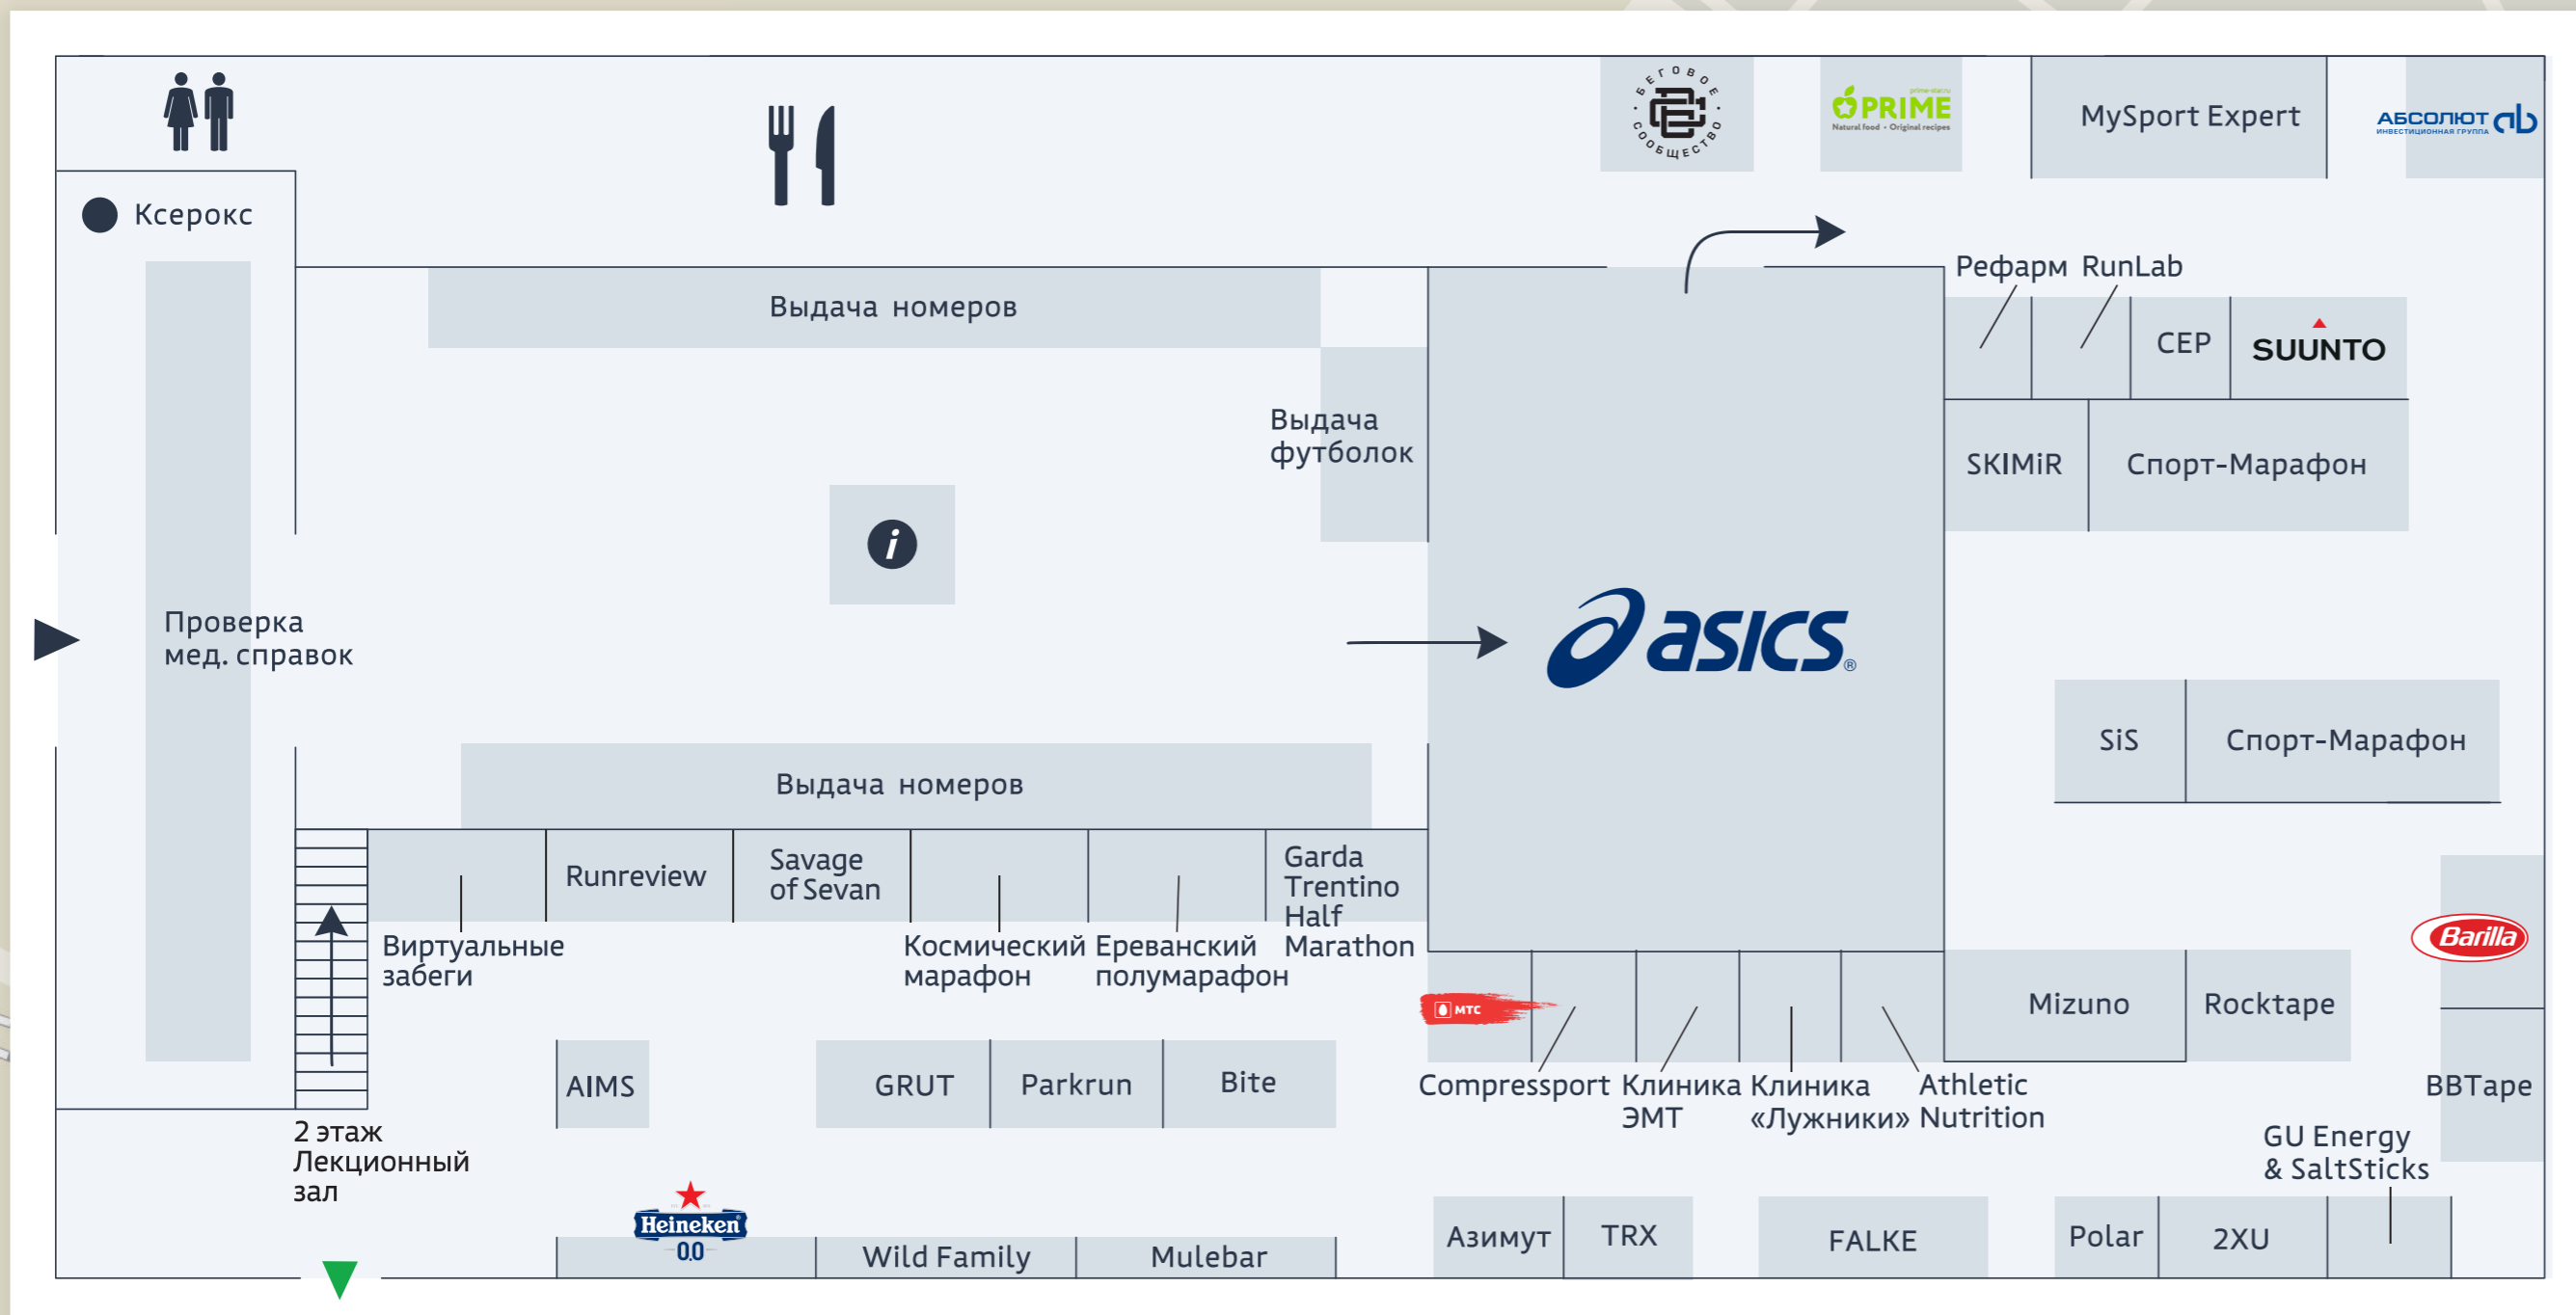 БЕГОВОЕ СООБЩЕСТВО
prime-star.ru
PRIME
Natural food • Original recipes
MySport Expert
АБСОЛЮТ
ИНВЕСТИЦИОННАЯ ГРУППА
ab
Ксерокс
Рефарм
RunLab
Выдача номеров
CEP
SUUNTO
Выдача
футболок
SKIMiR
Спорт-Марафон
i
asics®
Проверка
мед. справок
SiS
Спорт-Марафон
Выдача номеров
Runreview
Savage
of Sevan
Garda
Trentino
Half
Marathon
Виртуальные
забеги
Космический
марафон
Ереванский
полумарафон
Barilla
МТС
Mizuno
Rocktape
AIMS
GRUT
Parkrun
Bite
Compressport
Клиника
ЭМТ
Клиника
«Лужники»
Athletic
Nutrition
BBTape
2 этаж
Лекционный
зал
GU Energy
& SaltSticks
Heineken®
0.0
Wild Family
Mulebar
Азимут
TRX
FALKE
Polar
2XU